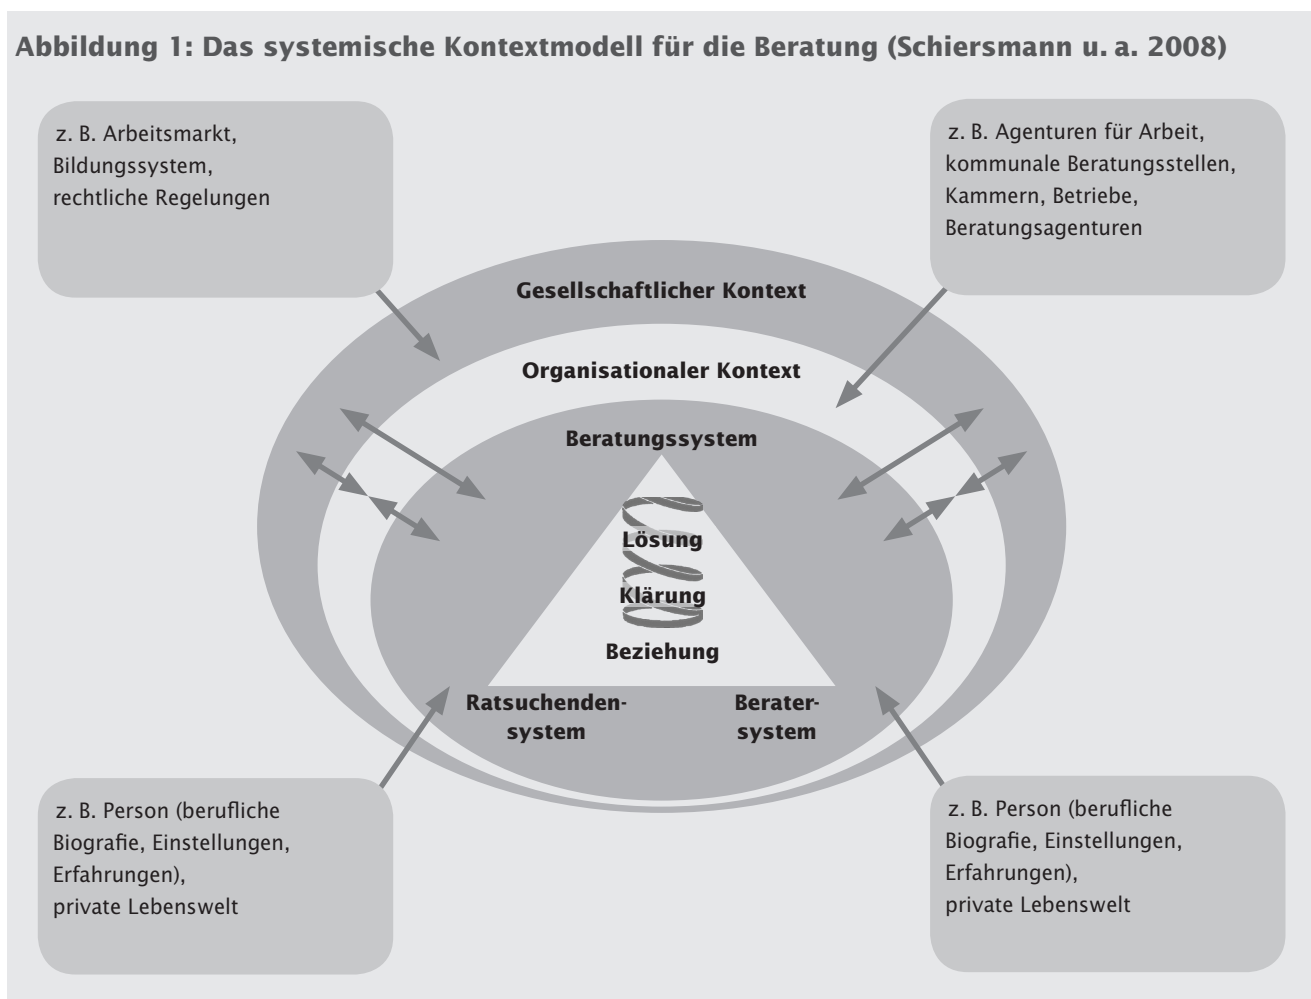 Abbildung 1: Das systemische Kontextmodell für die Beratung (Schiersmann u. a. 2008)
z. B. Arbeitsmarkt,
Bildungssystem,
rechtliche Regelungen
z. B. Agenturen für Arbeit,
kommunale Beratungsstellen,
Kammern, Betriebe,
Beratungsagenturen
Gesellschaftlicher Kontext
Organisationaler Kontext
Beratungssystem
Lösung
Klärung
Beziehung
Ratsuchenden-
system
Berater-
system
z. B. Person (berufliche
Biografie, Einstellungen,
Erfahrungen),
private Lebenswelt
z. B. Person (berufliche
Biografie, Einstellungen,
Erfahrungen),
private Lebenswelt